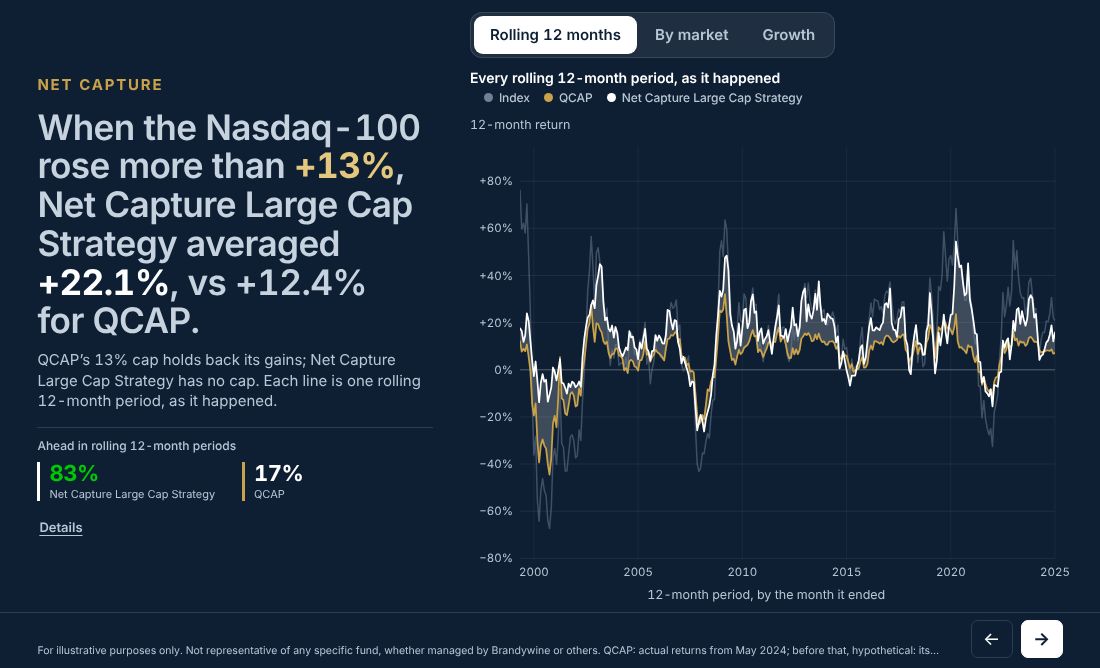 Rolling 12 months
By market
Growth
NET CAPTURE
When the Nasdaq-100
rose more than +13%,
Net Capture Large Cap
Strategy averaged
+22.1%, vs +12.4%
for QCAP.
QCAP's 13% cap holds back its gains; Net Capture
Large Cap Strategy has no cap. Each line is one rolling
12-month period, as it happened.
Ahead in rolling 12-month periods
83%
Net Capture Large Cap Strategy
17%
QCAP
Details
Every rolling 12-month period, as it happened
Index
QCAP
Net Capture Large Cap Strategy
12-month return
+80%
+60%
+40%
+20%
0%
−20%
−40%
−60%
−80%
2000
2005
2010
2015
2020
2025
12-month period, by the month it ended
For illustrative purposes only. Not representative of any specific fund, whether managed by Brandywine or others. QCAP: actual returns from May 2024; before that, hypothetical: its...